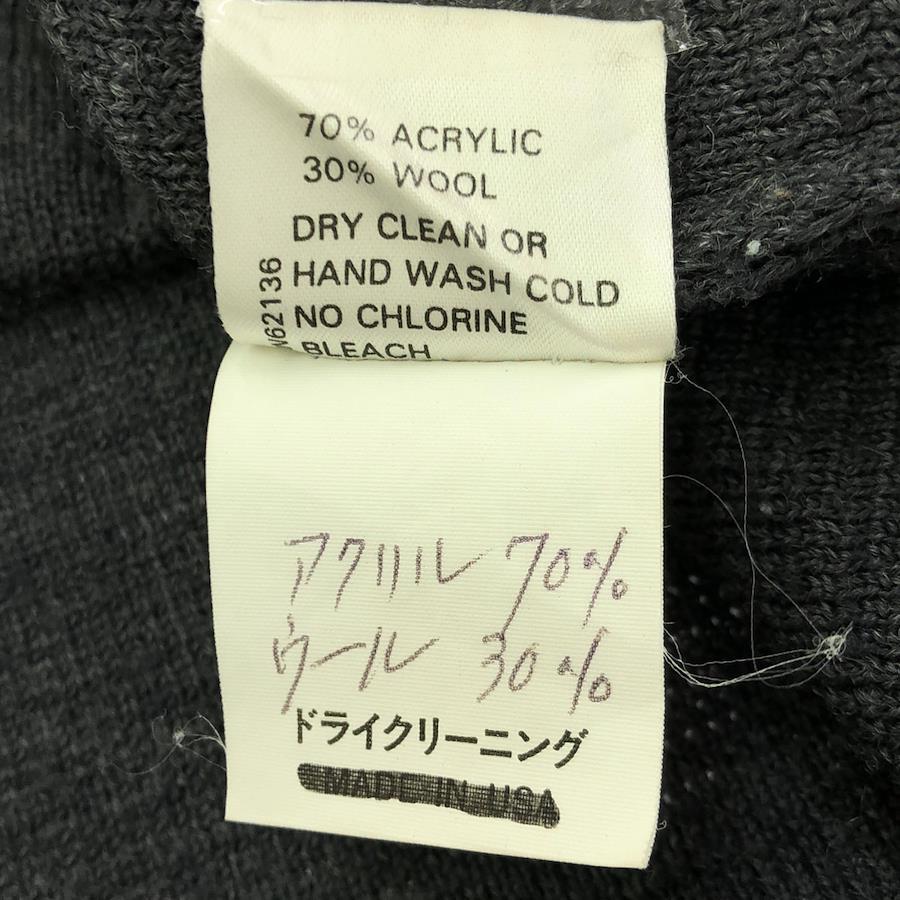 70% ACRYLIC
30% WOOL
DRY CLEAN OR
HAND WASH COLD
NO CHLORINE
BLEACH
62136
アクリル 70%
ウール 30%
ドライクリーニング
MADE IN USA